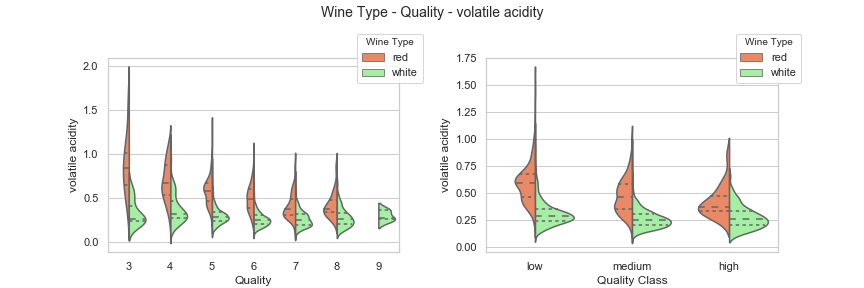 Wine Type - Quality - volatile acidity
Wine Type
red
white
2.0
1.5
1.0
0.5
0.0
volatile acidity
3 4 5 6 7 8 9
Quality
Wine Type
red
white
1.75
1.50
1.25
1.00
0.75
0.50
0.25
0.00
volatile acidity
low medium high
Quality Class